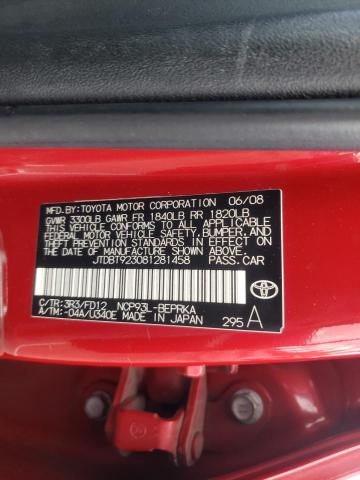 MFD.BY:TOYOTA MOTOR CORPORATION 06/08
GVWR 3300LB GAWR FR 1840LB RR 1820LB
THIS VEHICLE CONFORMS TO ALL APPLICABLE
FEDERAL MOTOR VEHICLE SAFETY, BUMPER, AND
THEFT PREVENTION STANDARDS IN EFFECT ON
THE DATE OF MANUFACTURE SHOWN ABOVE.
JTDBT923081281458 PASS.CAR
C/TR:3R3/FD12 NCP93L-BEPRKA
A/TM:-04A/U340E MADE IN JAPAN 295 A